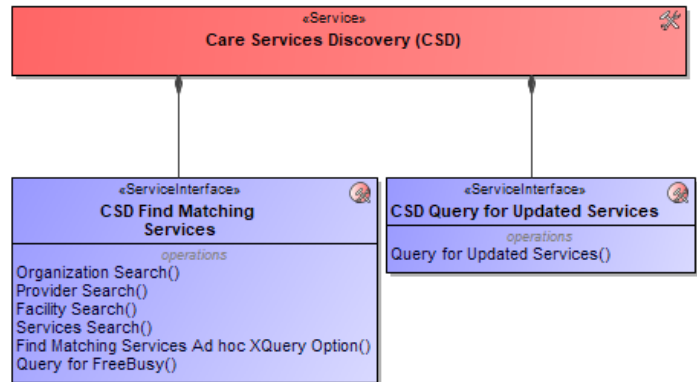 «Service»
Care Services Discovery (CSD)
«ServiceInterface»
CSD Find Matching
Services
operations
Organization Search()
Provider Search()
Facility Search()
Services Search()
Find Matching Services Ad hoc XQuery Option()
Query for FreeBusy()
«ServiceInterface»
CSD Query for Updated Services
operations
Query for Updated Services()